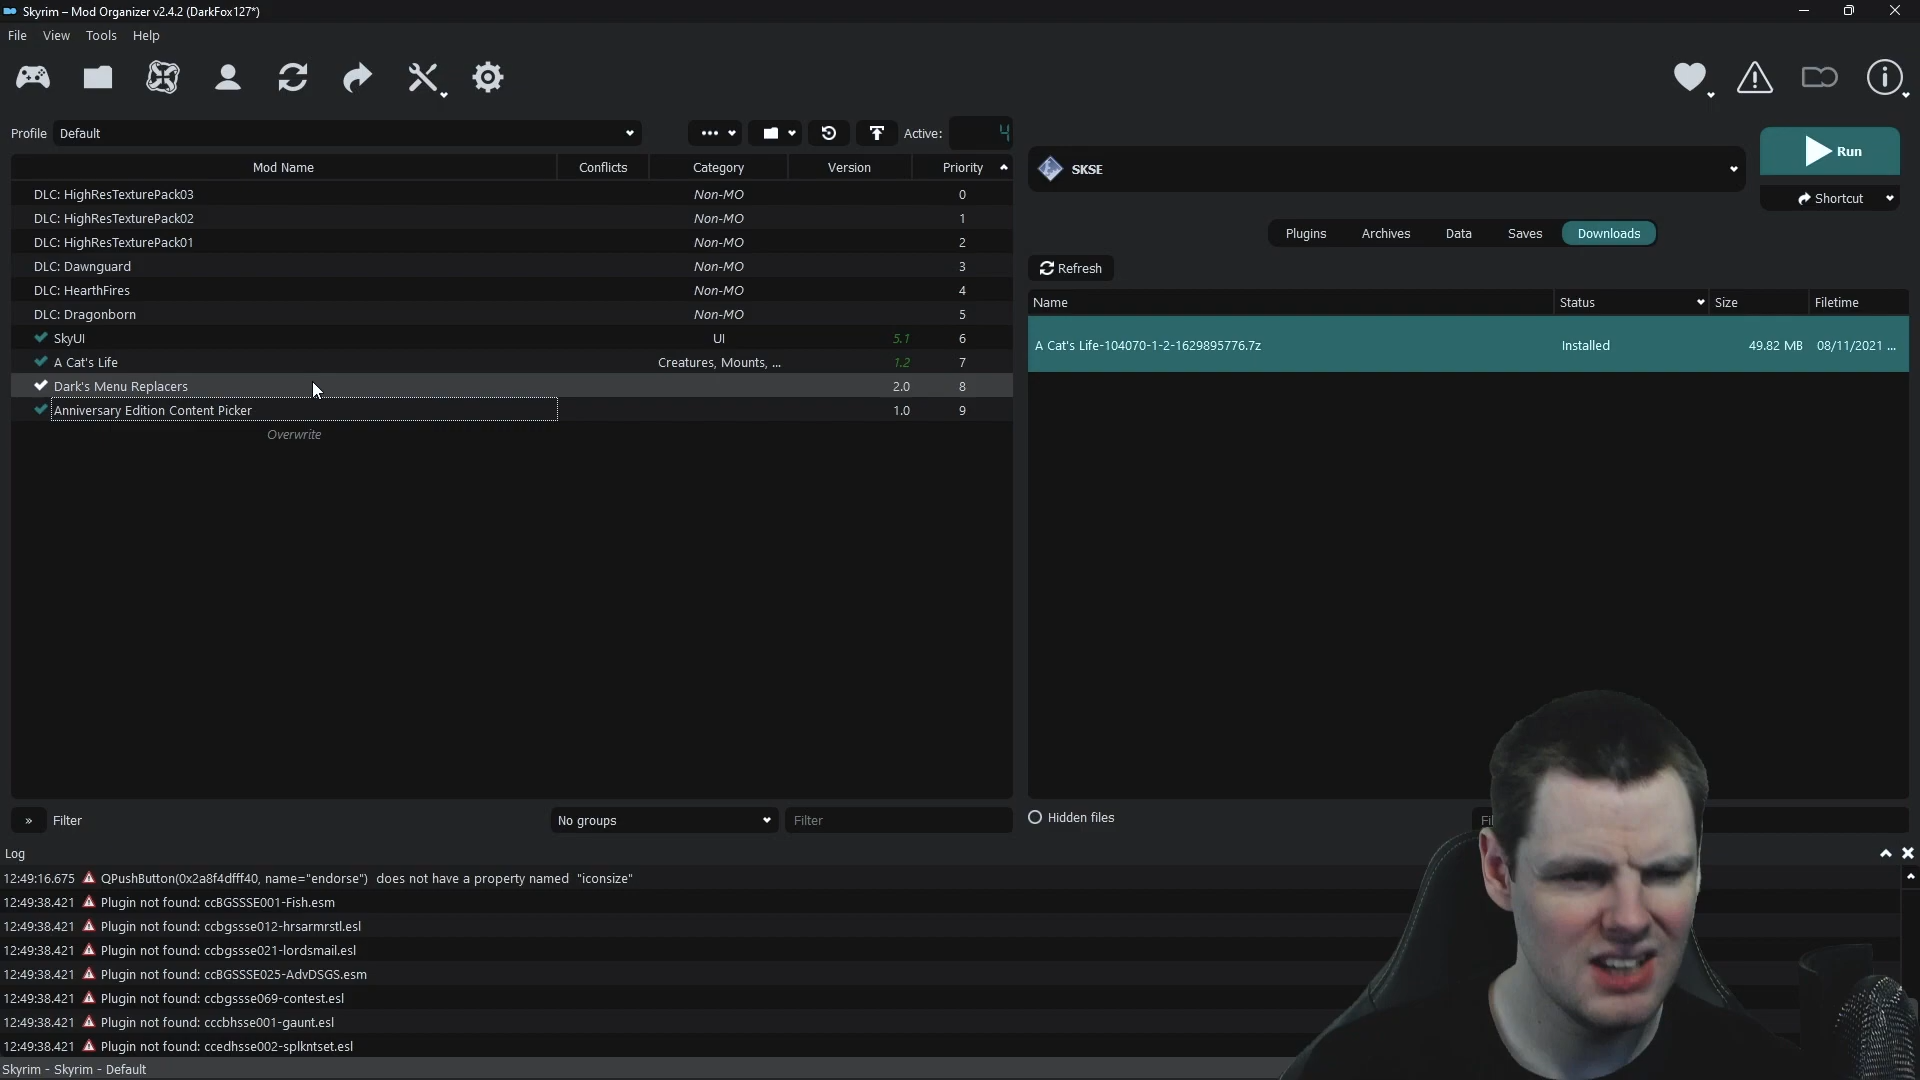 Skyrim – Mod Organizer v2.4.2 (DarkFox127*)
File View Tools Help
Profile Default Active: 4
Mod Name Conflicts Category Version Priority
DLC: HighResTexturePack03 Non-MO 0
DLC: HighResTexturePack02 Non-MO 1
DLC: HighResTexturePack01 Non-MO 2
DLC: Dawnguard Non-MO 3
DLC: HearthFires Non-MO 4
DLC: Dragonborn Non-MO 5
SkyUI UI 5.1 6
A Cat's Life Creatures, Mounts, ... 1.2 7
Dark's Menu Replacers 2.0 8
Anniversary Edition Content Picker 1.0 9
Overwrite
SKSE
Run
Shortcut
Plugins Archives Data Saves Downloads
Refresh
Name Status Size Filetime
A Cat's Life-104070-1-2-1629895776.7z Installed 49.82 MB 08/11/2021 ...
» Filter No groups Filter
Hidden files
Log
12:49:16.675 QPushButton(0x2a8f4dfff40, name="endorse") does not have a property named "iconsize"
12:49:38.421 Plugin not found: ccBGSSSE001-Fish.esm
12:49:38.421 Plugin not found: ccbgssse012-hrsarmrstl.esl
12:49:38.421 Plugin not found: ccbgssse021-lordsmail.esl
12:49:38.421 Plugin not found: ccBGSSSE025-AdvDSGS.esm
12:49:38.421 Plugin not found: ccbgssse069-contest.esl
12:49:38.421 Plugin not found: cccbhsse001-gaunt.esl
12:49:38.421 Plugin not found: ccedhsse002-splkntset.esl
Skyrim - Skyrim - Default